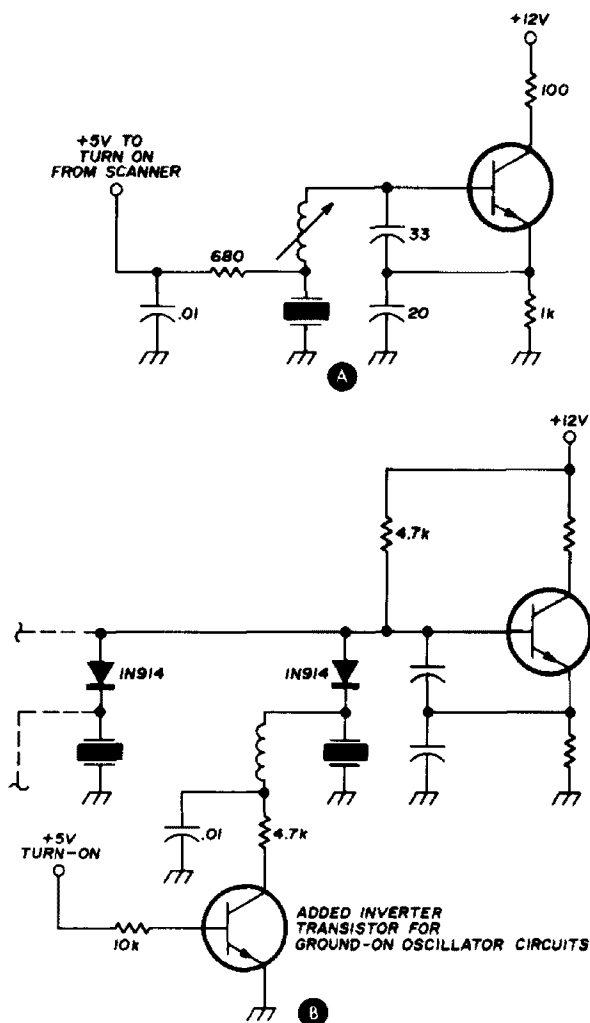 +12V
100
+5V TO
TURN ON
FROM SCANNER
680
33
.01
20
1k
A
+12V
4.7k
1N914
1N914
.01
4.7k
+5V
TURN-ON
10k
ADDED INVERTER
TRANSISTOR FOR
GROUND-ON OSCILLATOR CIRCUITS
B